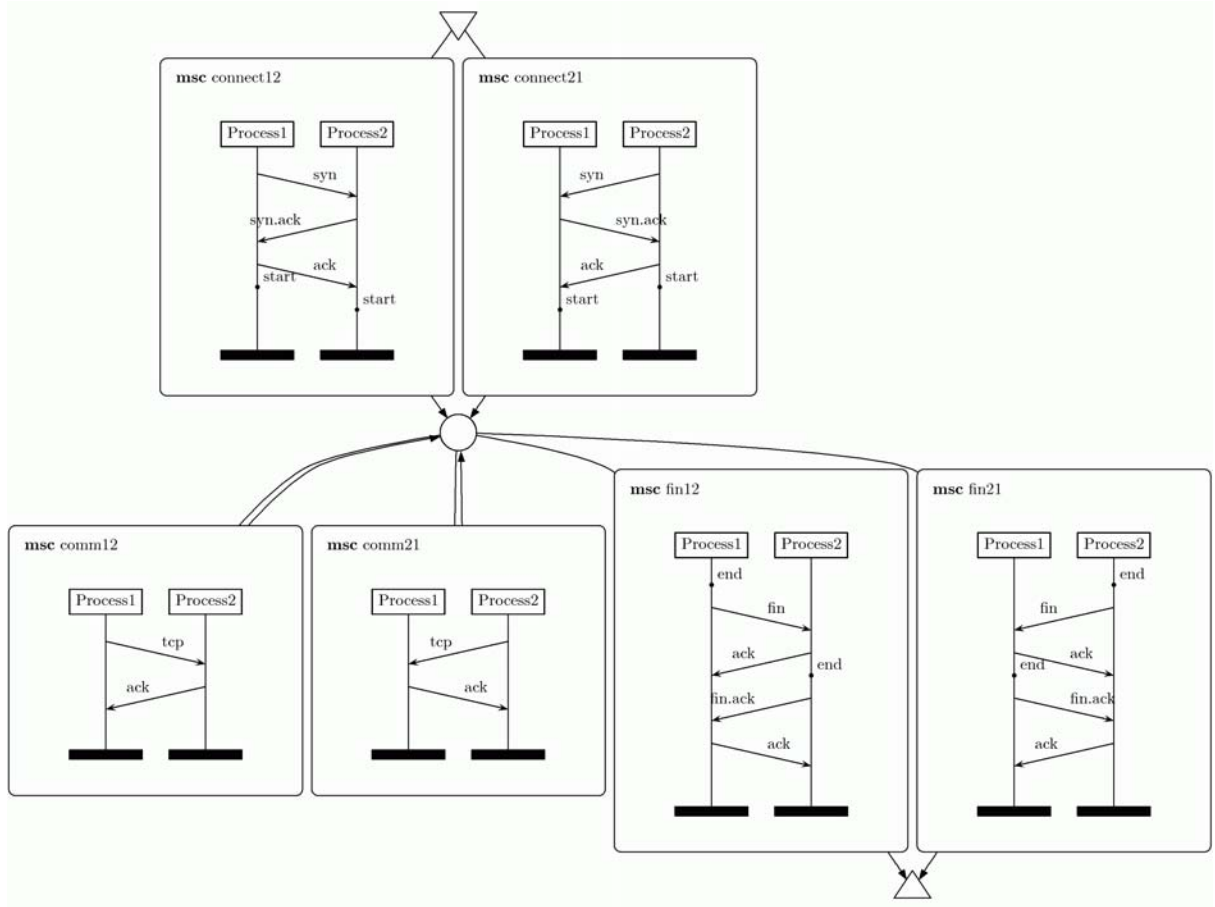 msc connect12
Process1 Process2
syn
syn.ack
ack
start
start
msc connect21
Process1 Process2
syn
syn.ack
ack
start
start
msc comm12
Process1 Process2
tcp
ack
msc comm21
Process1 Process2
tcp
ack
msc fin12
Process1 Process2
end
fin
ack
end
fin.ack
ack
msc fin21
Process1 Process2
end
fin
ack
end
fin.ack
ack